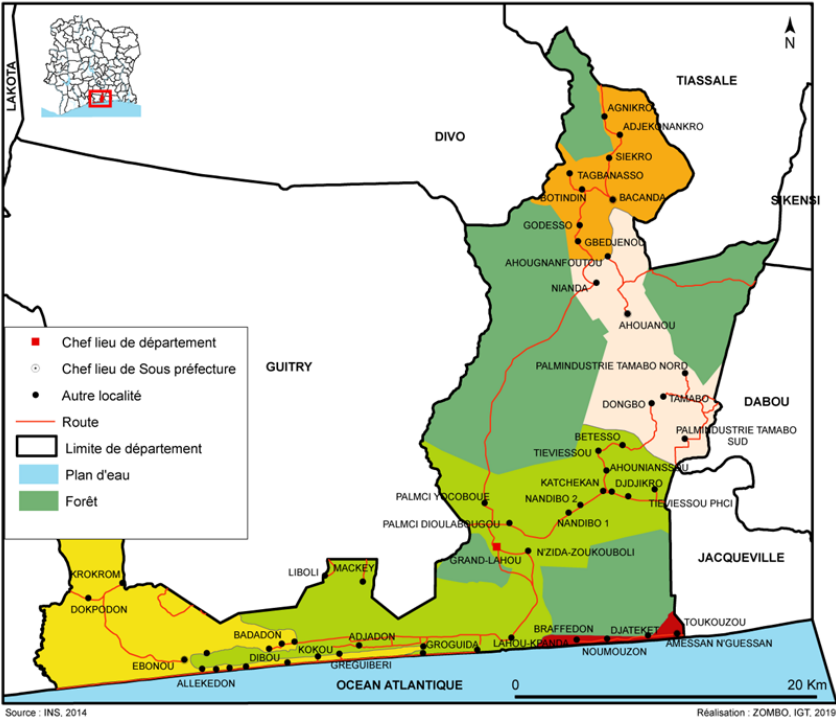 N
LAKOTA
TIASSALE
DIVO
AGNIKRO
ADJEKONANKRO
SIEKRO
TAGBANASSO
BOTINDIN
BACANDA
SIKENSI
GODESSO
GBEDJENOU
AHOUGNANFOUTOU
NIANDA
AHOUANOU
Chef lieu de département
Chef lieu de Sous préfecture
Autre localité
Route
Limite de département
Plan d'eau
Forêt
GUITRY
PALMINDUSTRIE TAMABO NORD
TAMABO
DONGBO
DABOU
PALMINDUSTRIE TAMABO
SUD
BETESSO
TIEVIESSOU
AHOUNIANSSOU
KATCHEKAN
DJDJIKRO
PALMCI YOCOBOUE
NANDIBO 2
TIEVIESSOU PHCI
PALMCI DIOULABOUGOU
NANDIBO 1
GRAND-LAHOU
N'ZIDA-ZOUKOUBOLI
JACQUEVILLE
KROKROM
LIBOLI
MACKEY
DOKPODON
BADADON
ADJADON
BRAFFEDON
DJATEKET
TOUKOUZOU
EBONOU
DIBOU
KOKOU
GROGUIDA
LAHOU-KPANDA
NOUMOUZON
AMESSAN N'GUESSAN
GREGUIBERI
ALLEKEDON
OCEAN ATLANTIQUE
0
20 Km
Source : INS, 2014
Réalisation : ZOMBO, IGT, 2019